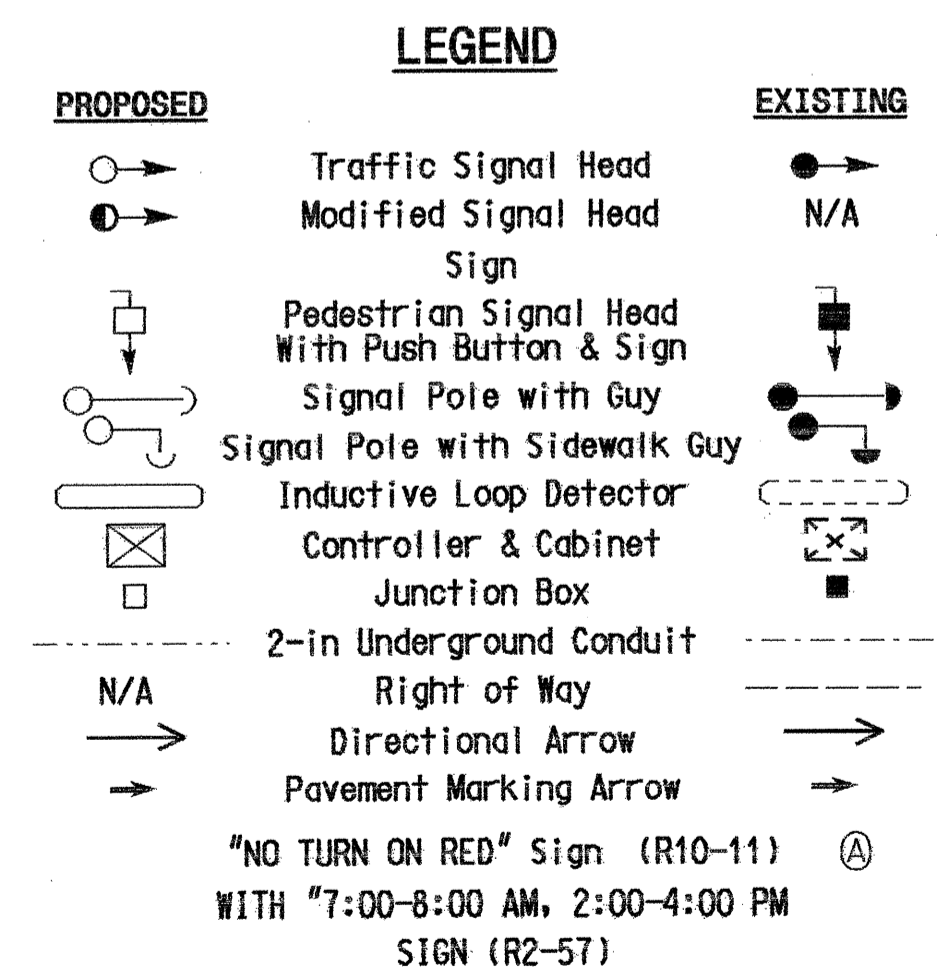 LEGEND
PROPOSED EXISTING
Traffic Signal Head
Modified Signal Head N/A
Sign
Pedestrian Signal Head
With Push Button & Sign
Signal Pole with Guy
Signal Pole with Sidewalk Guy
Inductive Loop Detector
Controller & Cabinet
Junction Box
2-in Underground Conduit
N/A Right of Way
Directional Arrow
Pavement Marking Arrow
"NO TURN ON RED" Sign (R10-11) A
WITH "7:00-8:00 AM, 2:00-4:00 PM
SIGN (R2-57)